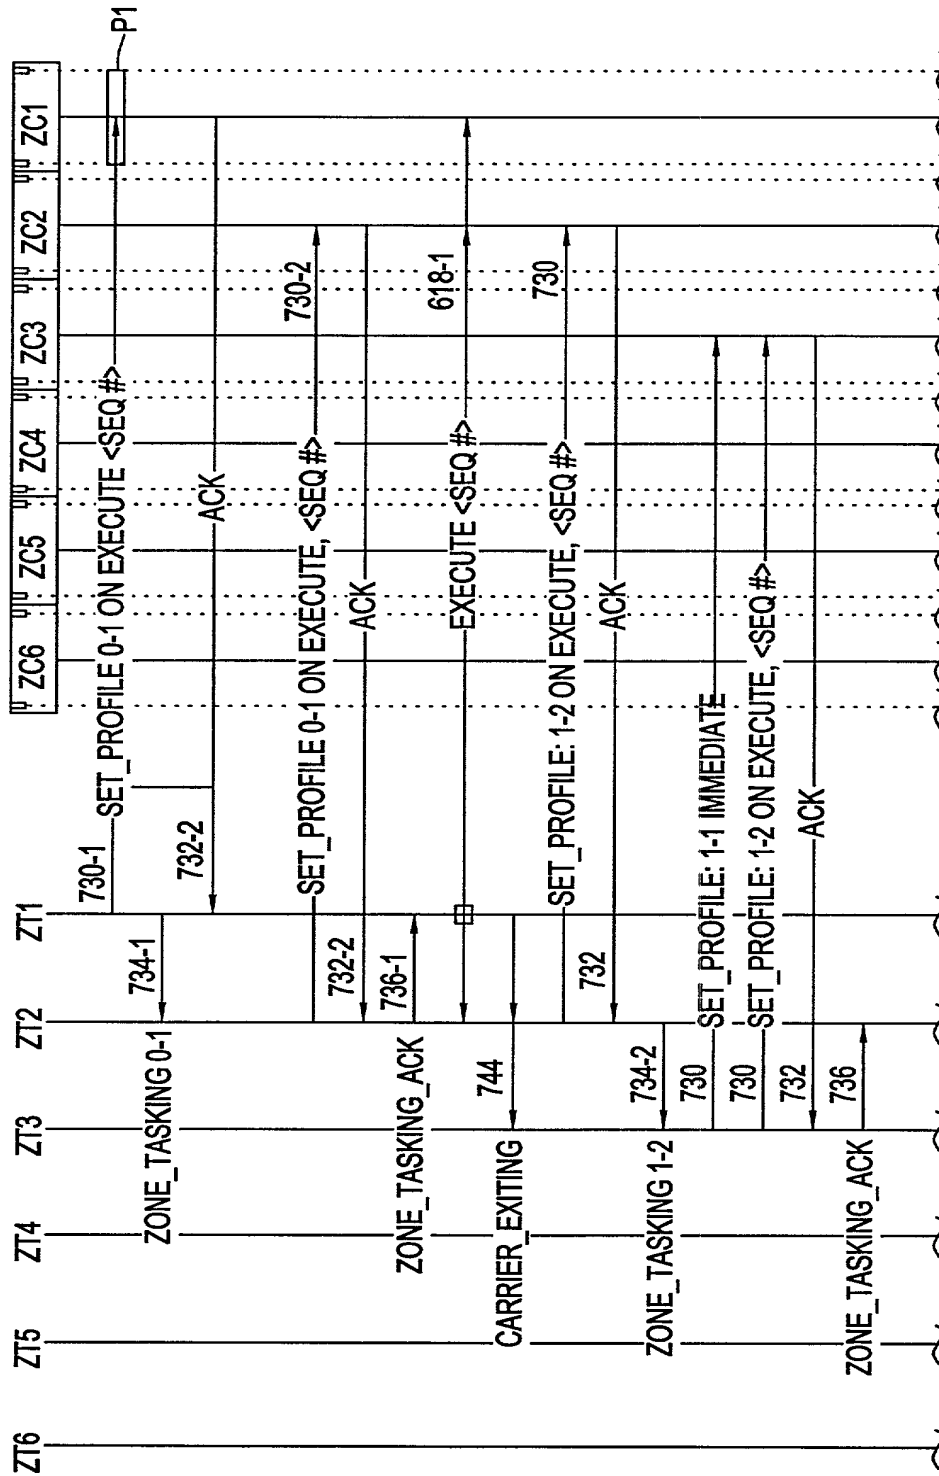 ZT6
ZT5
ZT4
ZT3
ZT2
ZT1
ZC6
ZC5
ZC4
ZC3
ZC2
ZC1
P1
730-1
SET_PROFILE 0-1 ON EXECUTE <SEQ #>
734-1
ZONE_TASKING 0-1
732-2
ACK
SET_PROFILE 0-1 ON EXECUTE, <SEQ #>
730-2
732-2
ACK
736-1
ZONE_TASKING_ACK
EXECUTE <SEQ #>
618-1
744
CARRIER_EXITING
SET_PROFILE: 1-2 ON EXECUTE, <SEQ #>
730
732
ACK
734-2
ZONE_TASKING 1-2
730
SET_PROFILE: 1-1 IMMEDIATE
730
SET_PROFILE: 1-2 ON EXECUTE, <SEQ #>
732
ACK
736
ZONE_TASKING_ACK